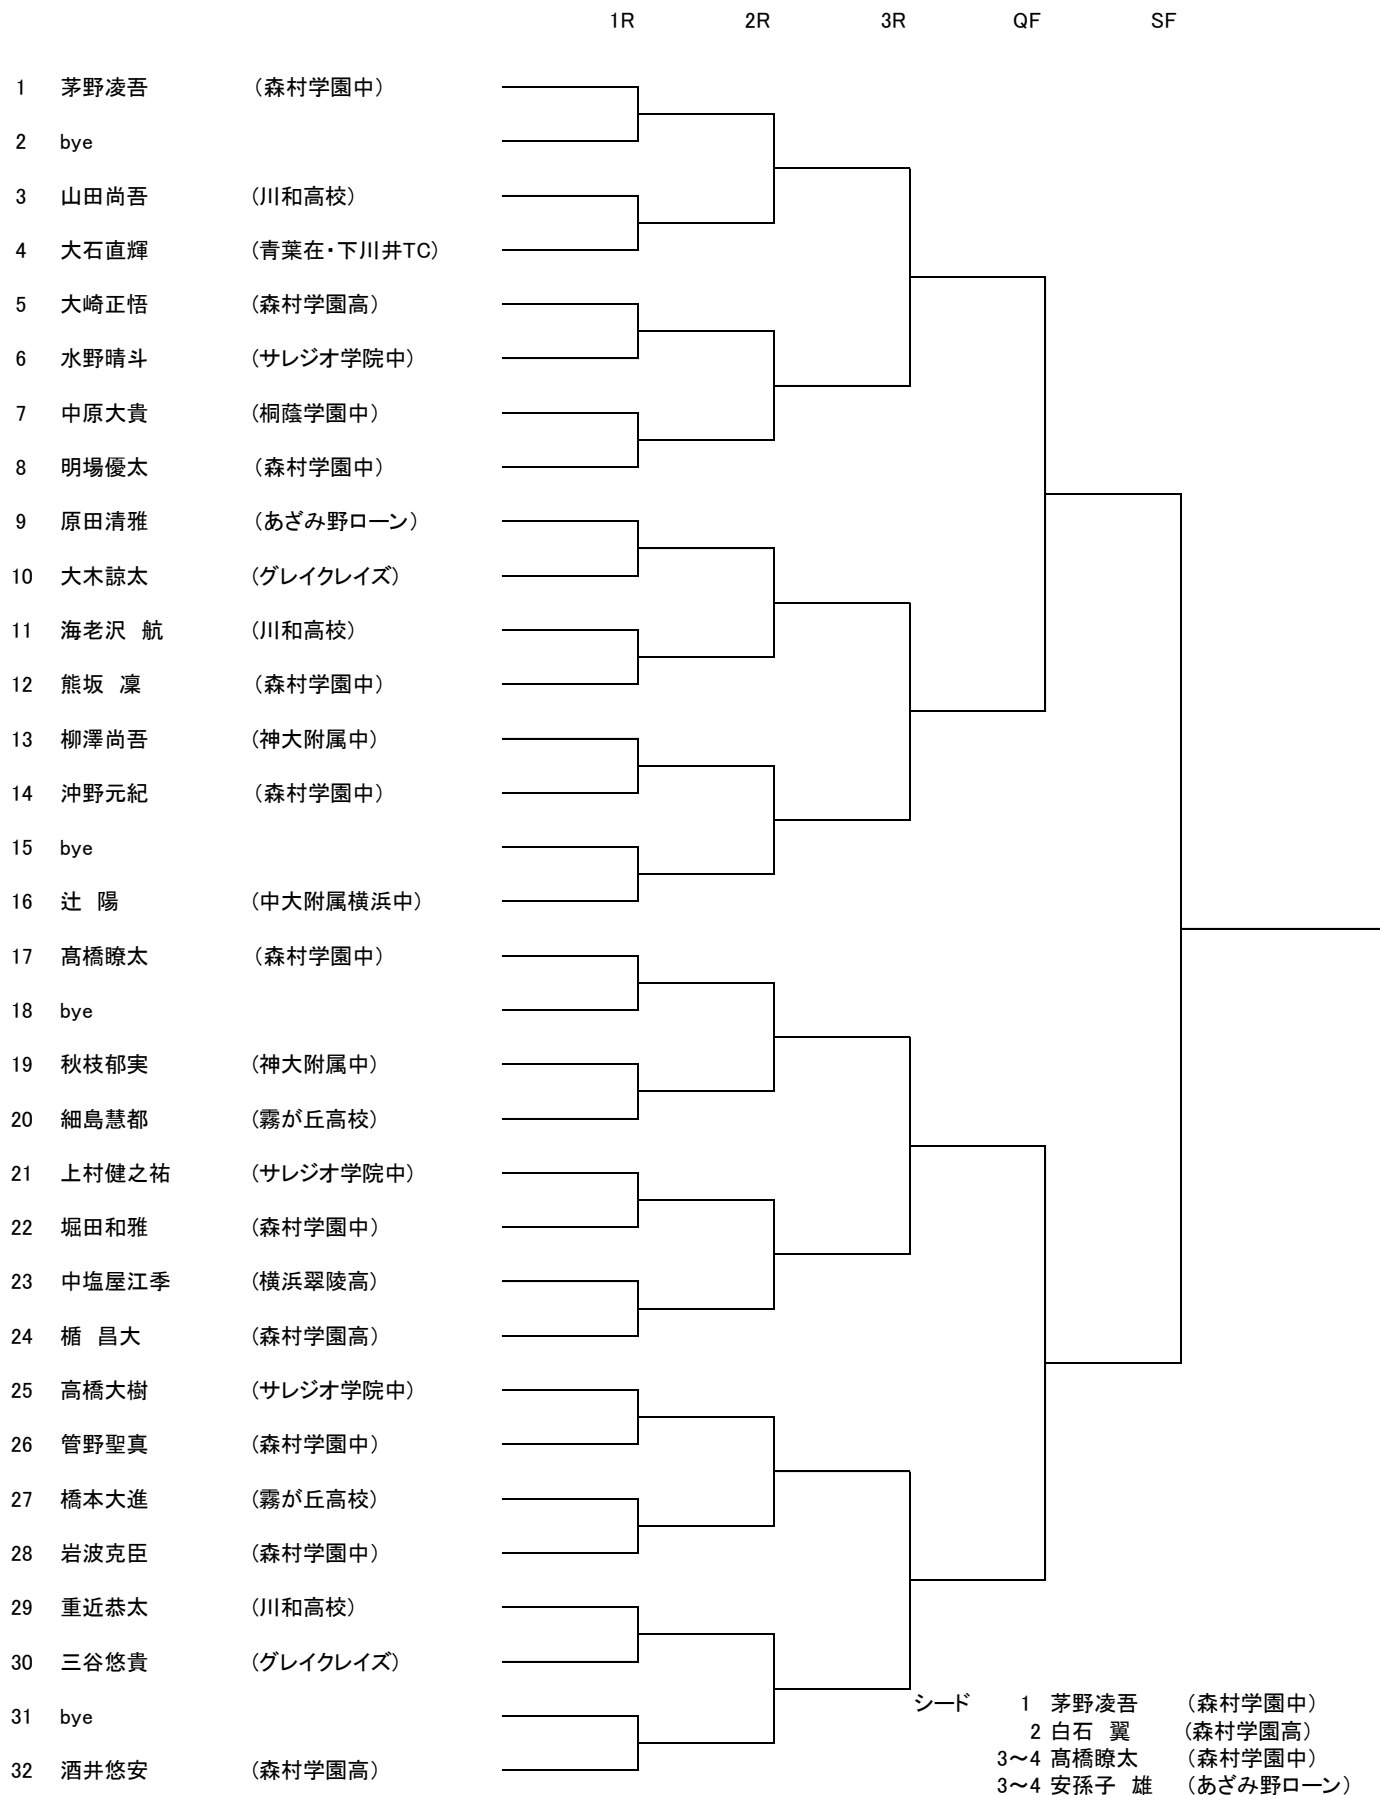 1R 2R 3R QF SF
1 茅野凌吾 （森村学園中）
2 bye
3 山田尚吾 (川和高校)
4 大石直輝 (青葉在・下川井TC)
5 大崎正悟 (森村学園高)
6 水野晴斗 (サレジオ学院中)
7 中原大貴 (桐蔭学園中)
8 明場優太 （森村学園中）
9 原田清雅 （あざみ野ローン）
10 大木諒太 (グレイクレイズ)
11 海老沢　航 (川和高校)
12 熊坂　凜 （森村学園中）
13 柳澤尚吾 (神大附属中)
14 沖野元紀 （森村学園中）
15 bye
16 辻　陽 (中大附属横浜中)
17 髙橋瞭太 （森村学園中）
18 bye
19 秋枝郁実 (神大附属中)
20 細島慧都 (霧が丘高校)
21 上村健之祐 (サレジオ学院中)
22 堀田和雅 (森村学園中)
23 中塩屋江季 (横浜翠陵高)
24 楯　昌大 (森村学園高)
25 高橋大樹 (サレジオ学院中)
26 管野聖真 (森村学園中)
27 橋本大進 (霧が丘高校)
28 岩波克臣 (森村学園中)
29 重近恭太 (川和高校)
30 三谷悠貴 (グレイクレイズ)
31 bye
32 酒井悠安 (森村学園高)
シード 1 茅野凌吾 （森村学園中）
2 白石　翼 (森村学園高)
3～4 髙橋瞭太 （森村学園中）
3～4 安孫子　雄 （あざみ野ローン）